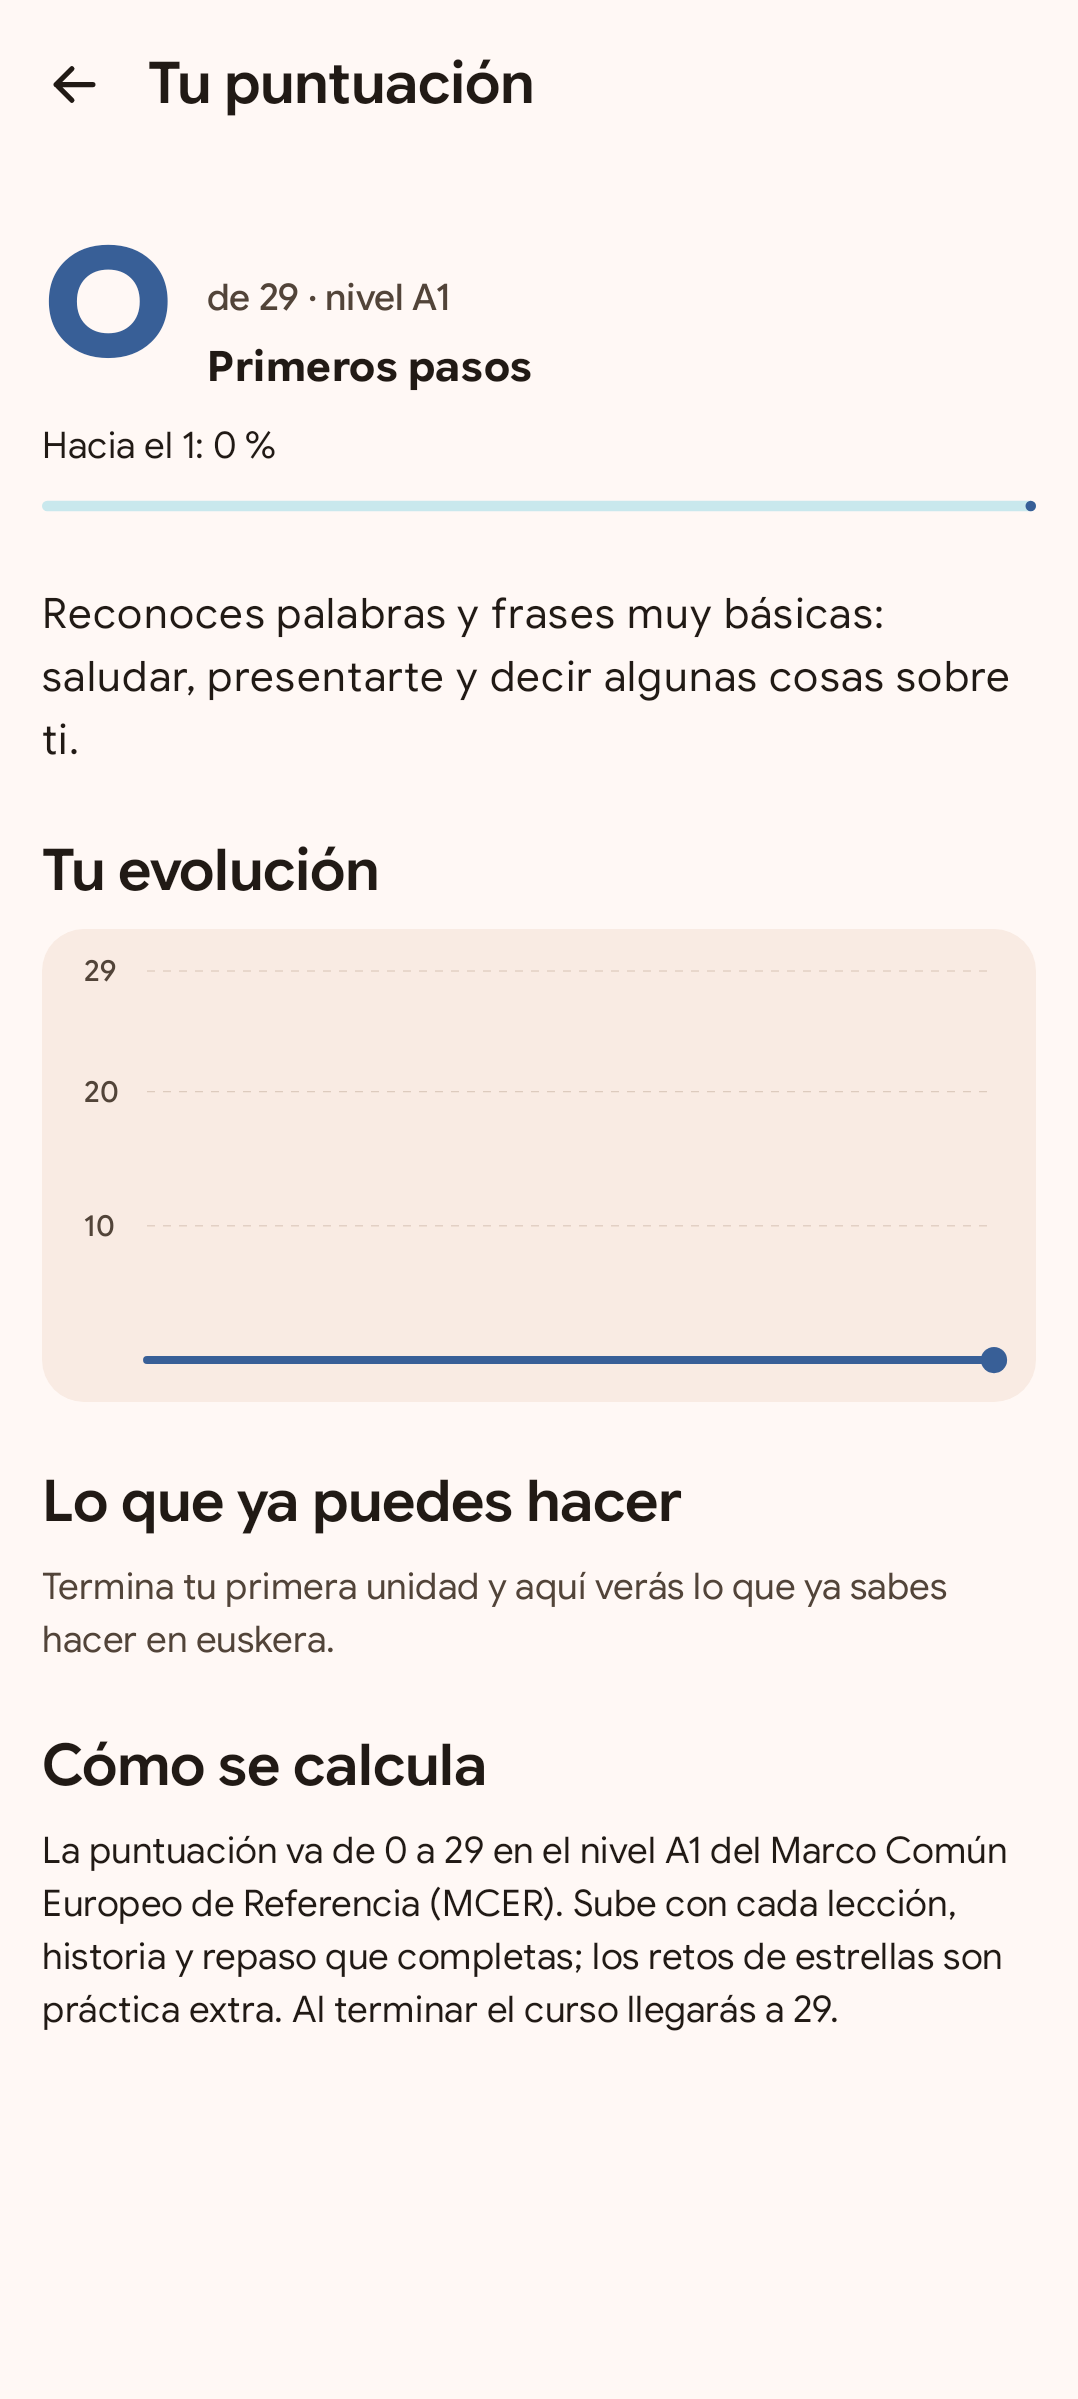 Tu puntuación
0
de 29 · nivel A1
Primeros pasos
Hacia el 1: 0 %
Reconoces palabras y frases muy básicas:
saludar, presentarte y decir algunas cosas sobre
ti.
Tu evolución
29
20
10
Lo que ya puedes hacer
Termina tu primera unidad y aquí verás lo que ya sabes
hacer en euskera.
Cómo se calcula
La puntuación va de 0 a 29 en el nivel A1 del Marco Común
Europeo de Referencia (MCER). Sube con cada lección,
historia y repaso que completas; los retos de estrellas son
práctica extra. Al terminar el curso llegarás a 29.